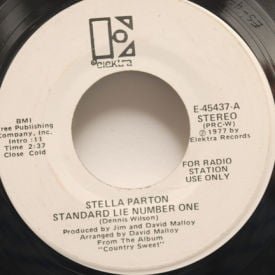 elektra
BMI
ree Publishing
Company, Inc.
Intro :11
Time 2:37
Close Cold
E-45437-A
STEREO
(PRC-W)
Ⓟ 1977 by
Elektra Records
FOR RADIO
STATION
USE ONLY
STELLA PARTON
STANDARD LIE NUMBER ONE
(Dennis Wilson)
Produced by Jim and David Malloy
Arranged by David Malloy
From The Album
"Country Sweet"